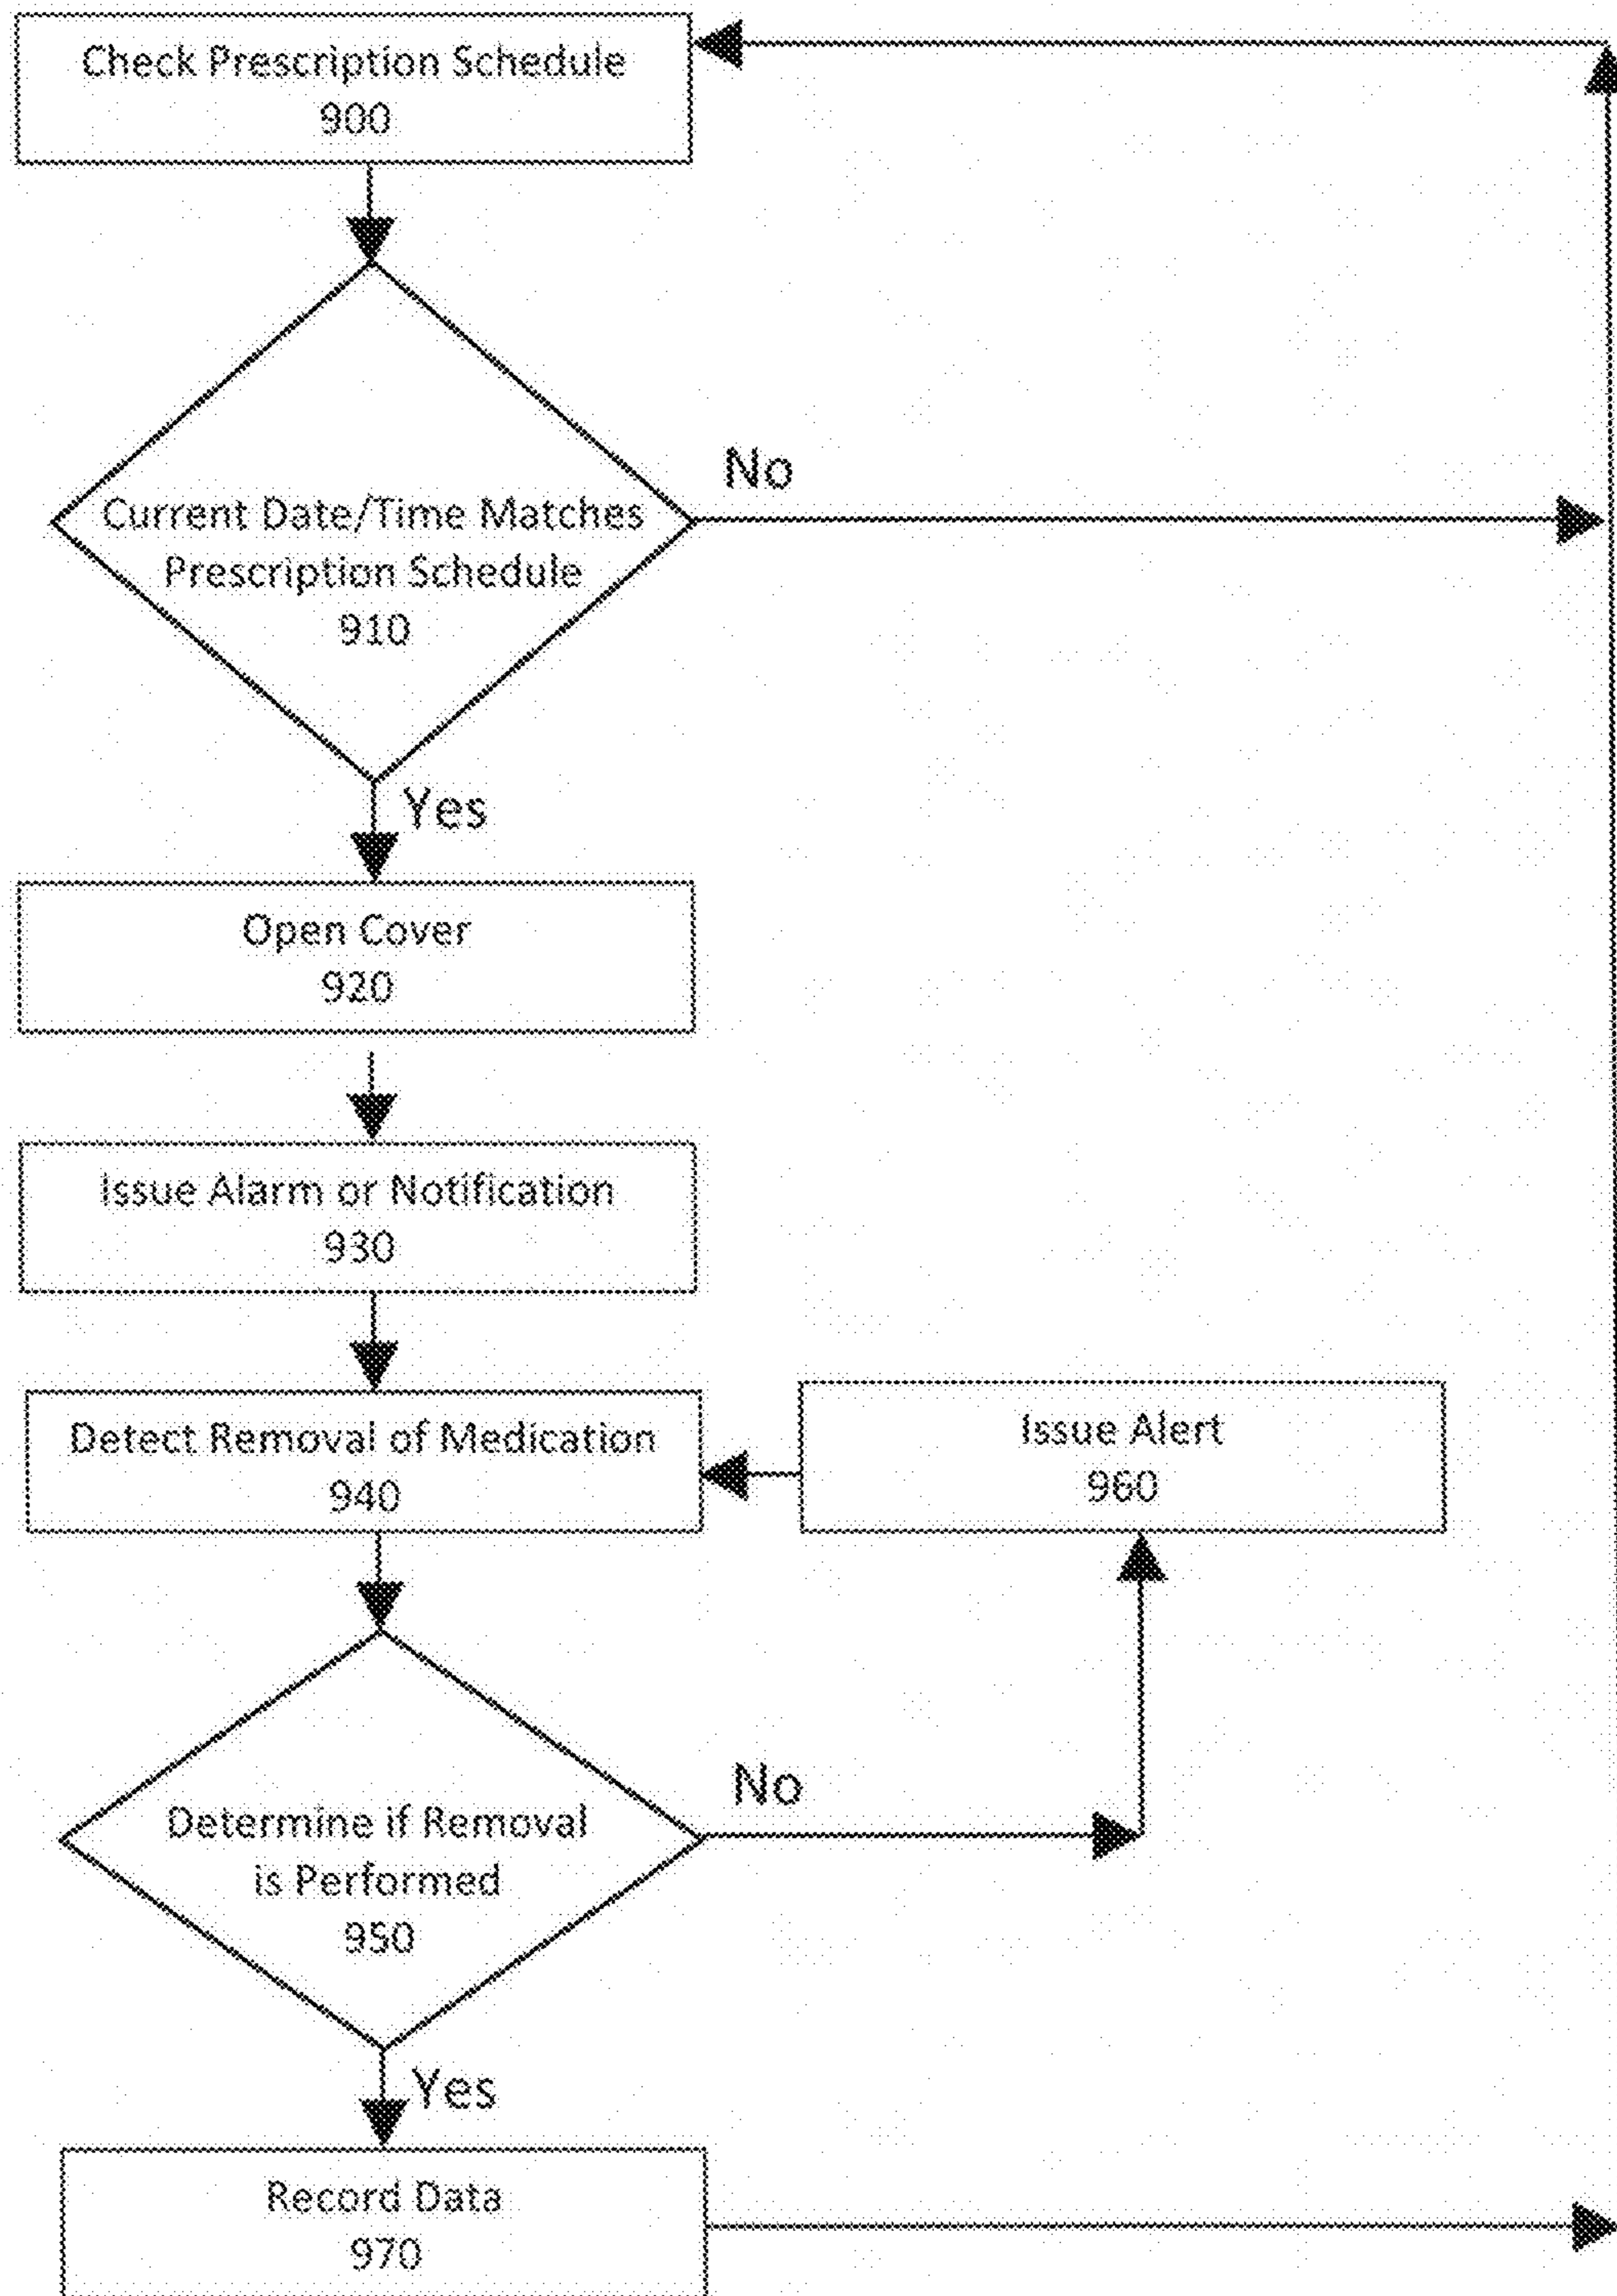 Check Prescription Schedule
900
Current Date/Time Matches
Prescription Schedule
910
No
Yes
Open Cover
920
Issue Alarm or Notification
930
Detect Removal of Medication
940
Issue Alert
960
Determine if Removal
is Performed
950
No
Yes
Record Data
970